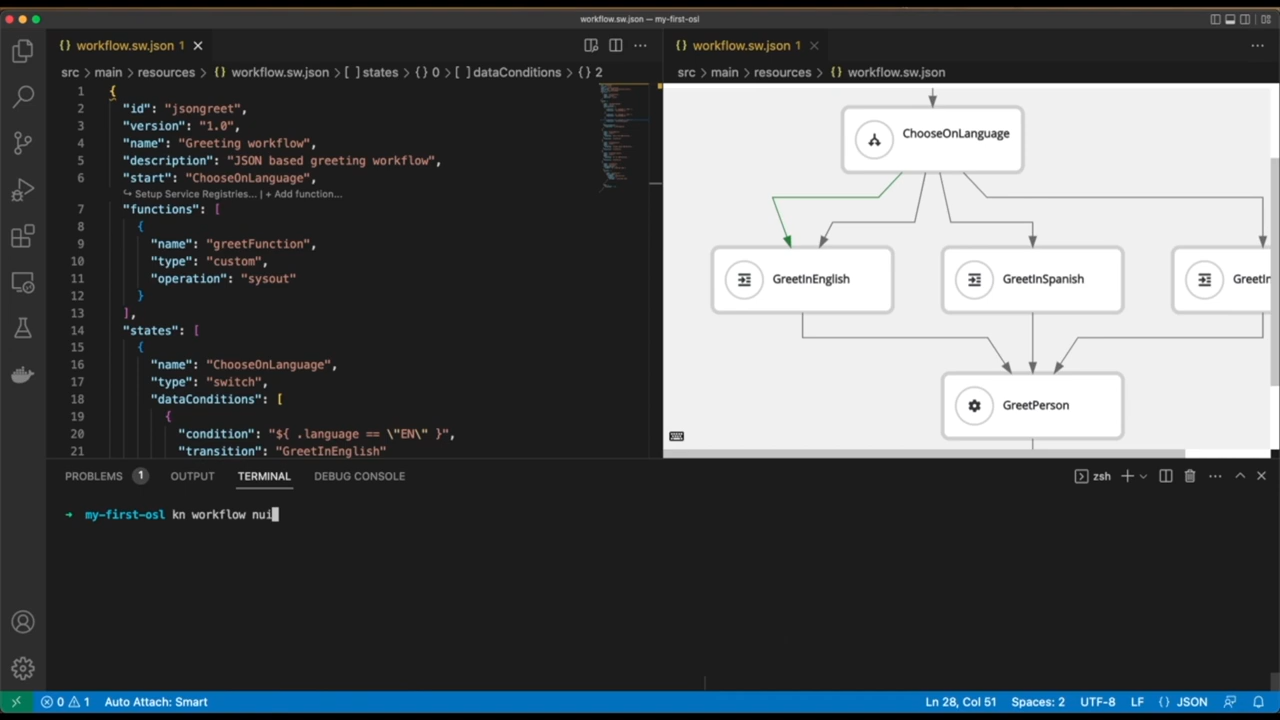 workflow.sw.json — my-first-osl
{} workflow.sw.json 1
src > main > resources > {} workflow.sw.json > [ ] states > {} 0 > [ ] dataConditions > {} 2
1 {
2 "id": "jsongreet",
3 "version": "1.0",
4 "name": "Greeting workflow",
5 "description": "JSON based greeting workflow",
6 "start": "ChooseOnLanguage",
↪ Setup Service Registries... | + Add function...
7 "functions": [
8 {
9 "name": "greetFunction",
10 "type": "custom",
11 "operation": "sysout"
12 }
13 ],
14 "states": [
15 {
16 "name": "ChooseOnLanguage",
17 "type": "switch",
18 "dataConditions": [
19 {
20 "condition": "${ .language == \"EN\" }",
21 "transition": "GreetInEnglish"
{} workflow.sw.json 1
src > main > resources > {} workflow.sw.json
ChooseOnLanguage
GreetInEnglish
GreetInSpanish
GreetIn
GreetPerson
PROBLEMS 1 OUTPUT TERMINAL DEBUG CONSOLE
zsh
→ my-first-osl kn workflow nui
0 1 Auto Attach: Smart
Ln 28, Col 51 Spaces: 2 UTF-8 LF {} JSON